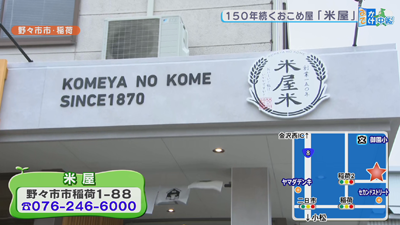 野々市市・稲荷
150年続くおこめ屋「米屋」
KOMEYA NO KOME
SINCE1870
米屋米
米 屋
野々市市稲荷1-88
☎076-246-6000
金沢西IC↑
文 御園小
8
ヤマダデンキ
稲荷2
セカンドストリート
二日市
稲荷
↓小松